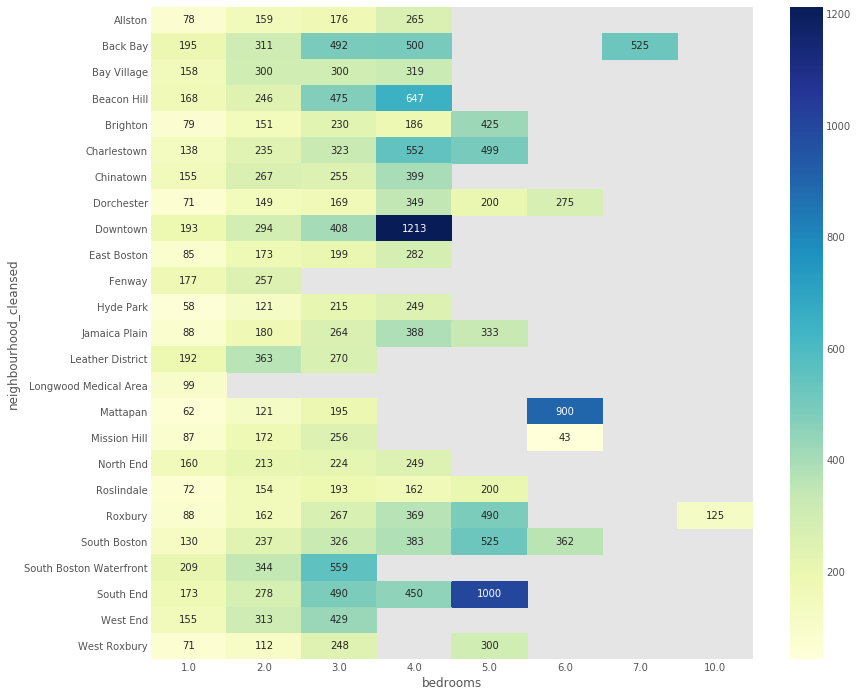 neighbourhood_cleansed
Allston 78 159 176 265
Back Bay 195 311 492 500 525
Bay Village 158 300 300 319
Beacon Hill 168 246 475 647
Brighton 79 151 230 186 425
Charlestown 138 235 323 552 499
Chinatown 155 267 255 399
Dorchester 71 149 169 349 200 275
Downtown 193 294 408 1213
East Boston 85 173 199 282
Fenway 177 257
Hyde Park 58 121 215 249
Jamaica Plain 88 180 264 388 333
Leather District 192 363 270
Longwood Medical Area 99
Mattapan 62 121 195 900
Mission Hill 87 172 256 43
North End 160 213 224 249
Roslindale 72 154 193 162 200
Roxbury 88 162 267 369 490 125
South Boston 130 237 326 383 525 362
South Boston Waterfront 209 344 559
South End 173 278 490 450 1000
West End 155 313 429
West Roxbury 71 112 248 300
1.0 2.0 3.0 4.0 5.0 6.0 7.0 10.0
bedrooms
1200
1000
800
600
400
200